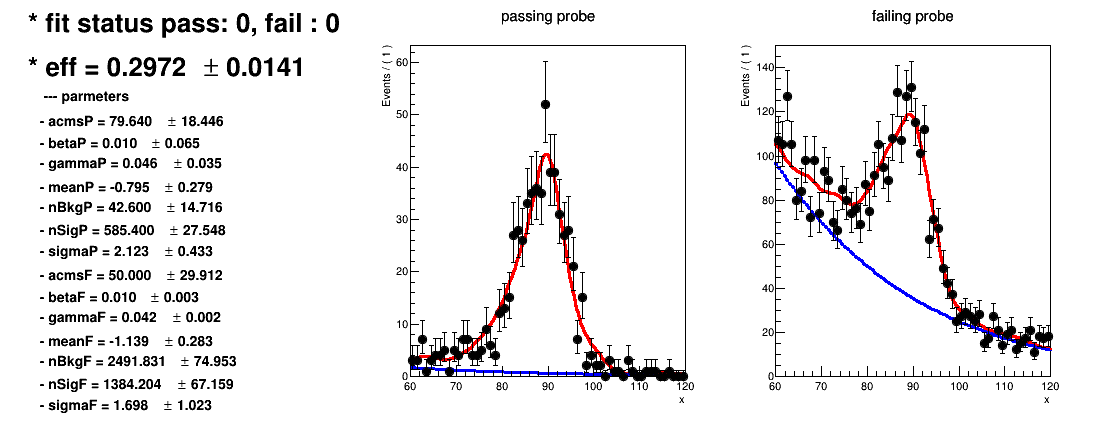 * fit status pass: 0, fail : 0
* eff = 0.2972 ± 0.0141
--- parmeters
- acmsP = 79.640 ± 18.446
- betaP = 0.010 ± 0.065
- gammaP = 0.046 ± 0.035
- meanP = -0.795 ± 0.279
- nBkgP = 42.600 ± 14.716
- nSigP = 585.400 ± 27.548
- sigmaP = 2.123 ± 0.433
- acmsF = 50.000 ± 29.912
- betaF = 0.010 ± 0.003
- gammaF = 0.042 ± 0.002
- meanF = -1.139 ± 0.283
- nBkgF = 2491.831 ± 74.953
- nSigF = 1384.204 ± 67.159
- sigmaF = 1.698 ± 1.023
passing probe
Events / ( 1 )
60
50
40
30
20
10
0
60 70 80 90 100 110 120
x
failing probe
Events / ( 1 )
140
120
100
80
60
40
20
0
60 70 80 90 100 110 120
x